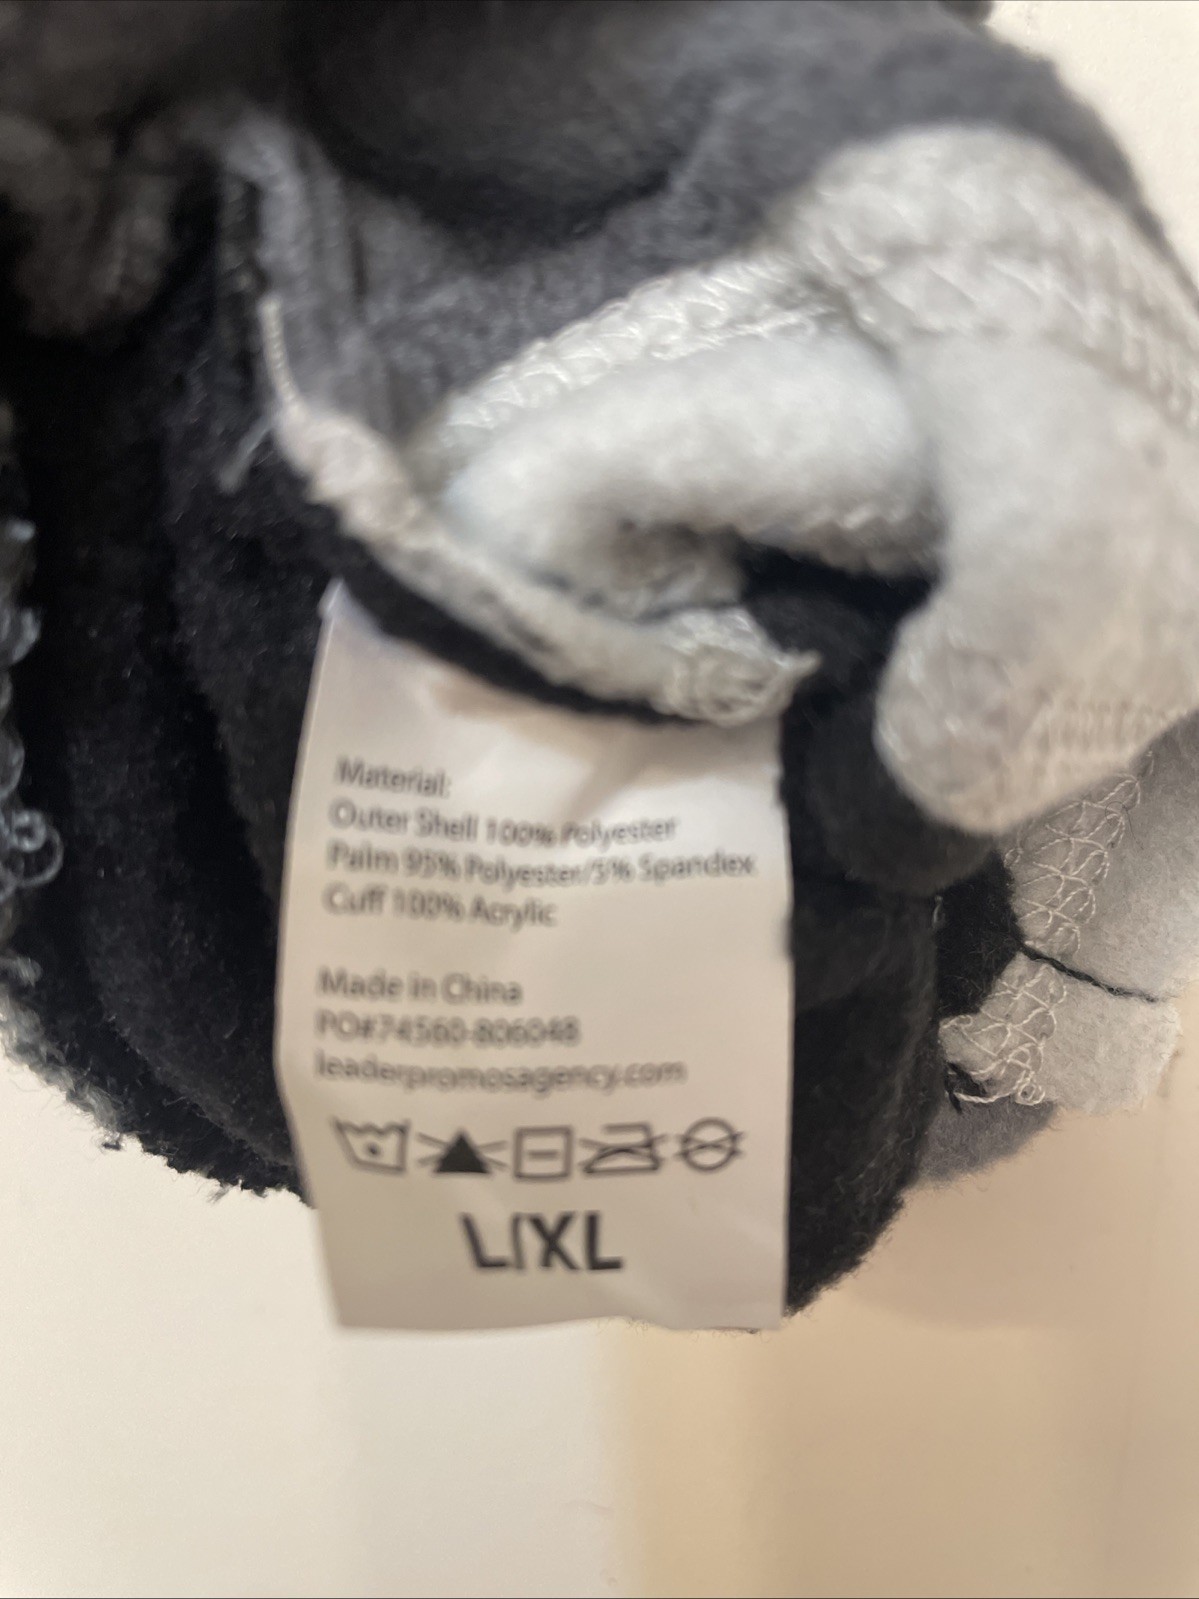 Material:
Outer Shell 100% Polyester
Palm 95% Polyester/5% Spandex
Cuff 100% Acrylic
Made in China
PO#74560-806048
leaderpromosagency.com
L/XL